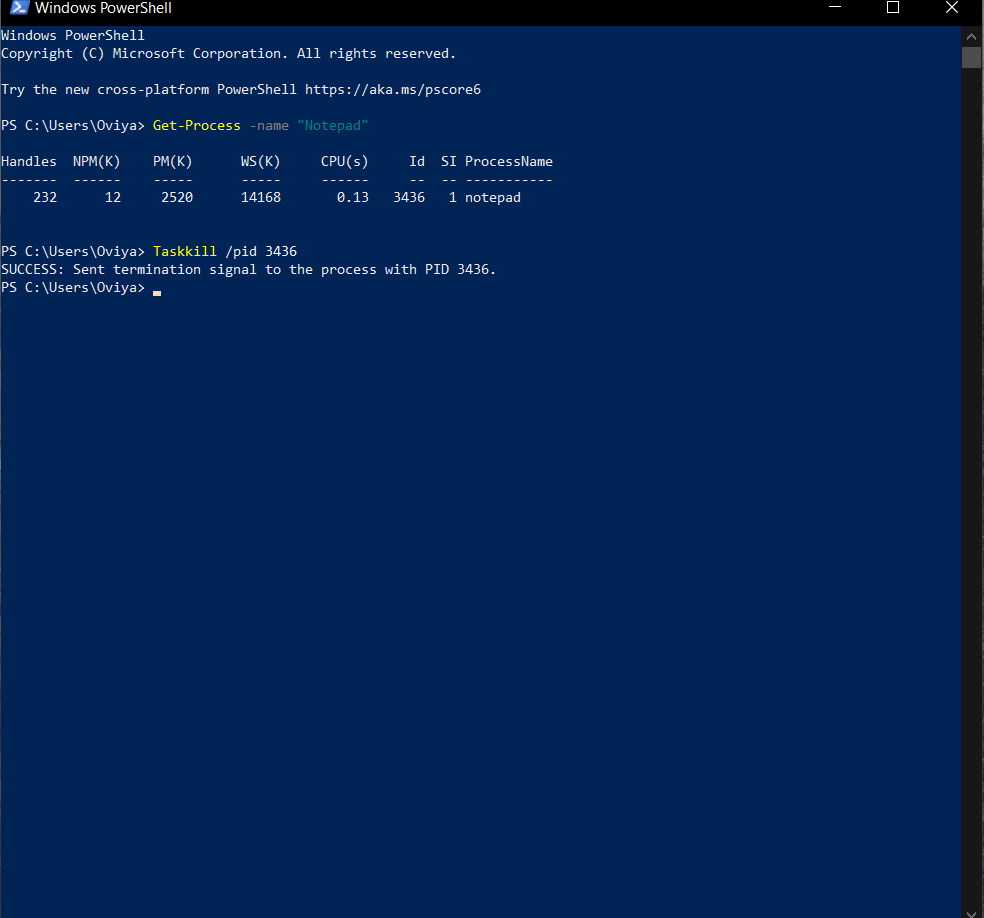 Windows PowerShell
Windows PowerShell
Copyright (C) Microsoft Corporation. All rights reserved.
Try the new cross-platform PowerShell https://aka.ms/pscore6
PS C:\Users\Oviya> Get-Process -name "Notepad"
Handles  NPM(K)    PM(K)      WS(K)     CPU(s)     Id  SI ProcessName
-------  ------    -----      -----     ------     --  -- -----------
    232      12     2520      14168       0.13   3436   1 notepad
PS C:\Users\Oviya> Taskkill /pid 3436
SUCCESS: Sent termination signal to the process with PID 3436.
PS C:\Users\Oviya>